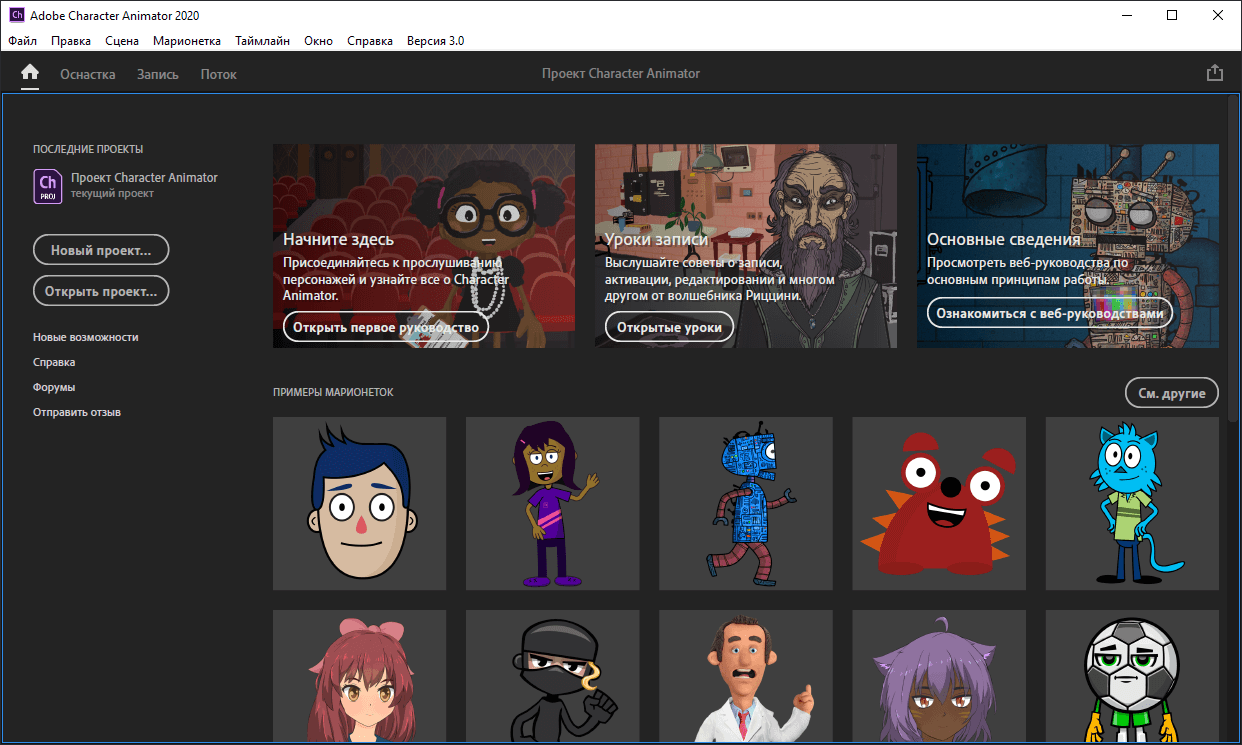 Ch Adobe Character Animator 2020
Файл Правка Сцена Марионетка Таймлайн Окно Справка Версия 3.0
Оснастка Запись Поток Проект Character Animator
ПОСЛЕДНИЕ ПРОЕКТЫ
Ch
PROJ
Проект Character Animator
текущий проект
Новый проект...
Открыть проект...
Новые возможности
Справка
Форумы
Отправить отзыв
Начните здесь
Присоединяйтесь к прослушиванию
персонажей и узнайте все о Character
Animator.
Открыть первое руководство
Уроки записи
Выслушайте советы о записи,
активации, редактировании и многом
другом от волшебника Риццини.
Открытые уроки
Основные сведения
Просмотреть веб-руководства по
основным принципам работы.
Ознакомиться с веб-руководствами
ПРИМЕРЫ МАРИОНЕТОК
См. другие